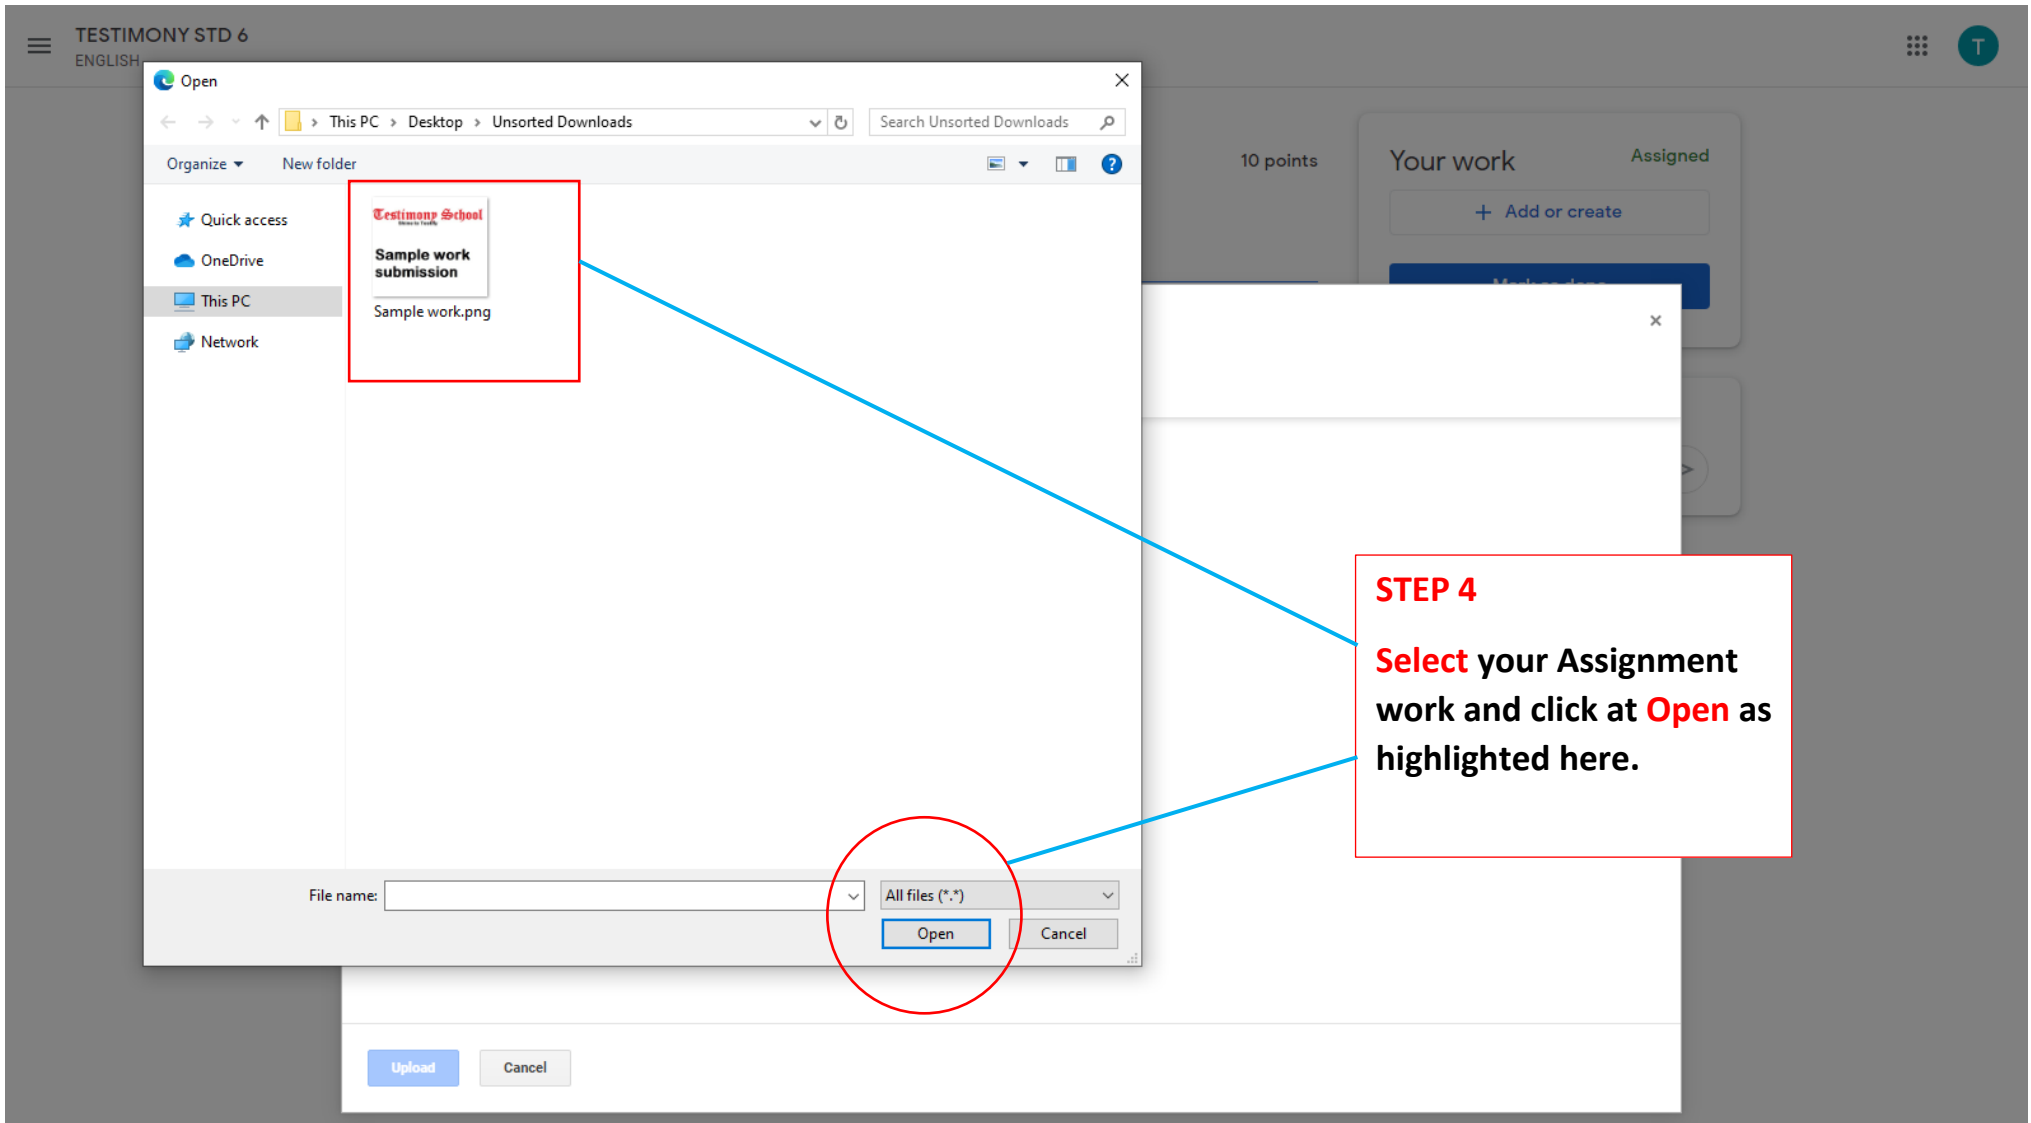 TESTIMONY STD 6
ENGLISH
T
Open
This PC > Desktop > Unsorted Downloads
Search Unsorted Downloads
Organize
New folder
?
10 points
Your work
Assigned
+ Add or create
Quick access
OneDrive
This PC
Network
Testimony School
Sample work
submission
Sample work.png
STEP 4
Select your Assignment
work and click at Open as
highlighted here.
File name:
All files (*.*)
Open
Cancel
Upload
Cancel